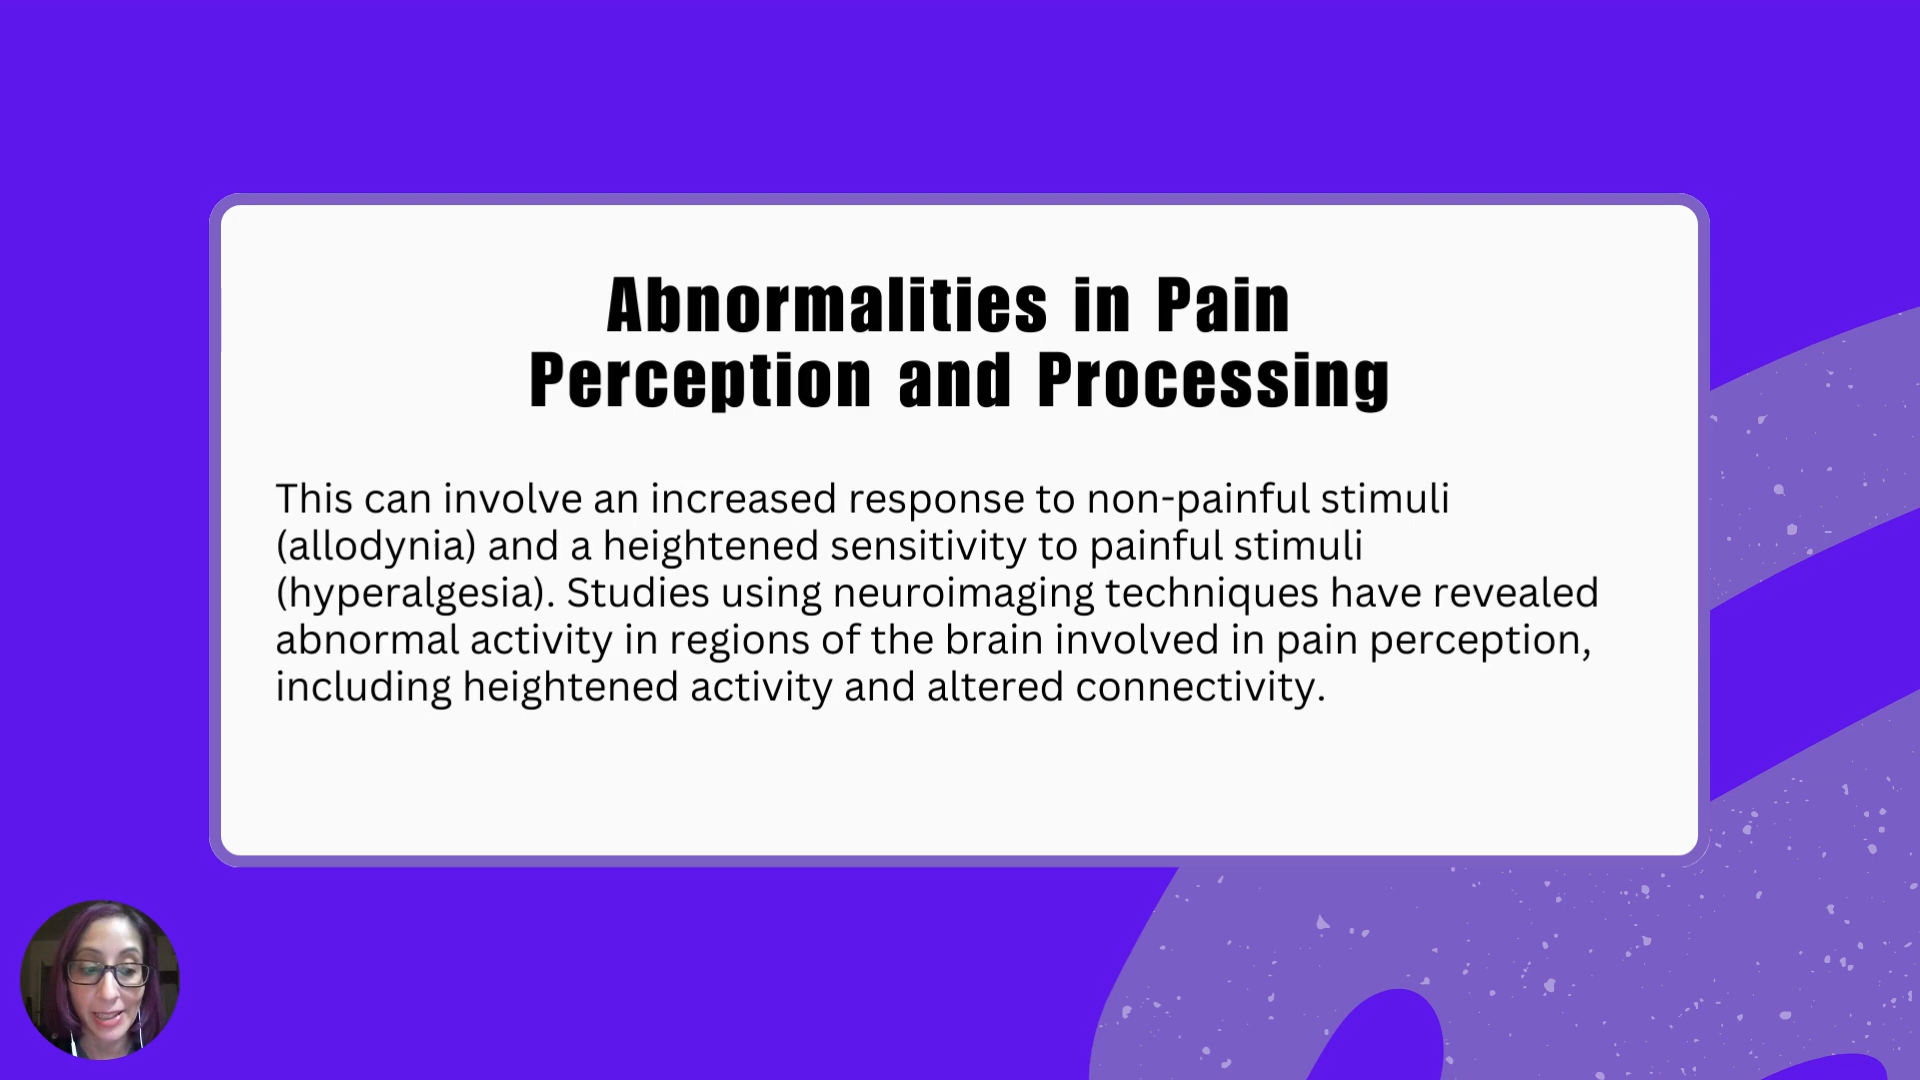 Abnormalities in Pain
Perception and Processing
This can involve an increased response to non-painful stimuli
(allodynia) and a heightened sensitivity to painful stimuli
(hyperalgesia). Studies using neuroimaging techniques have revealed
abnormal activity in regions of the brain involved in pain perception,
including heightened activity and altered connectivity.